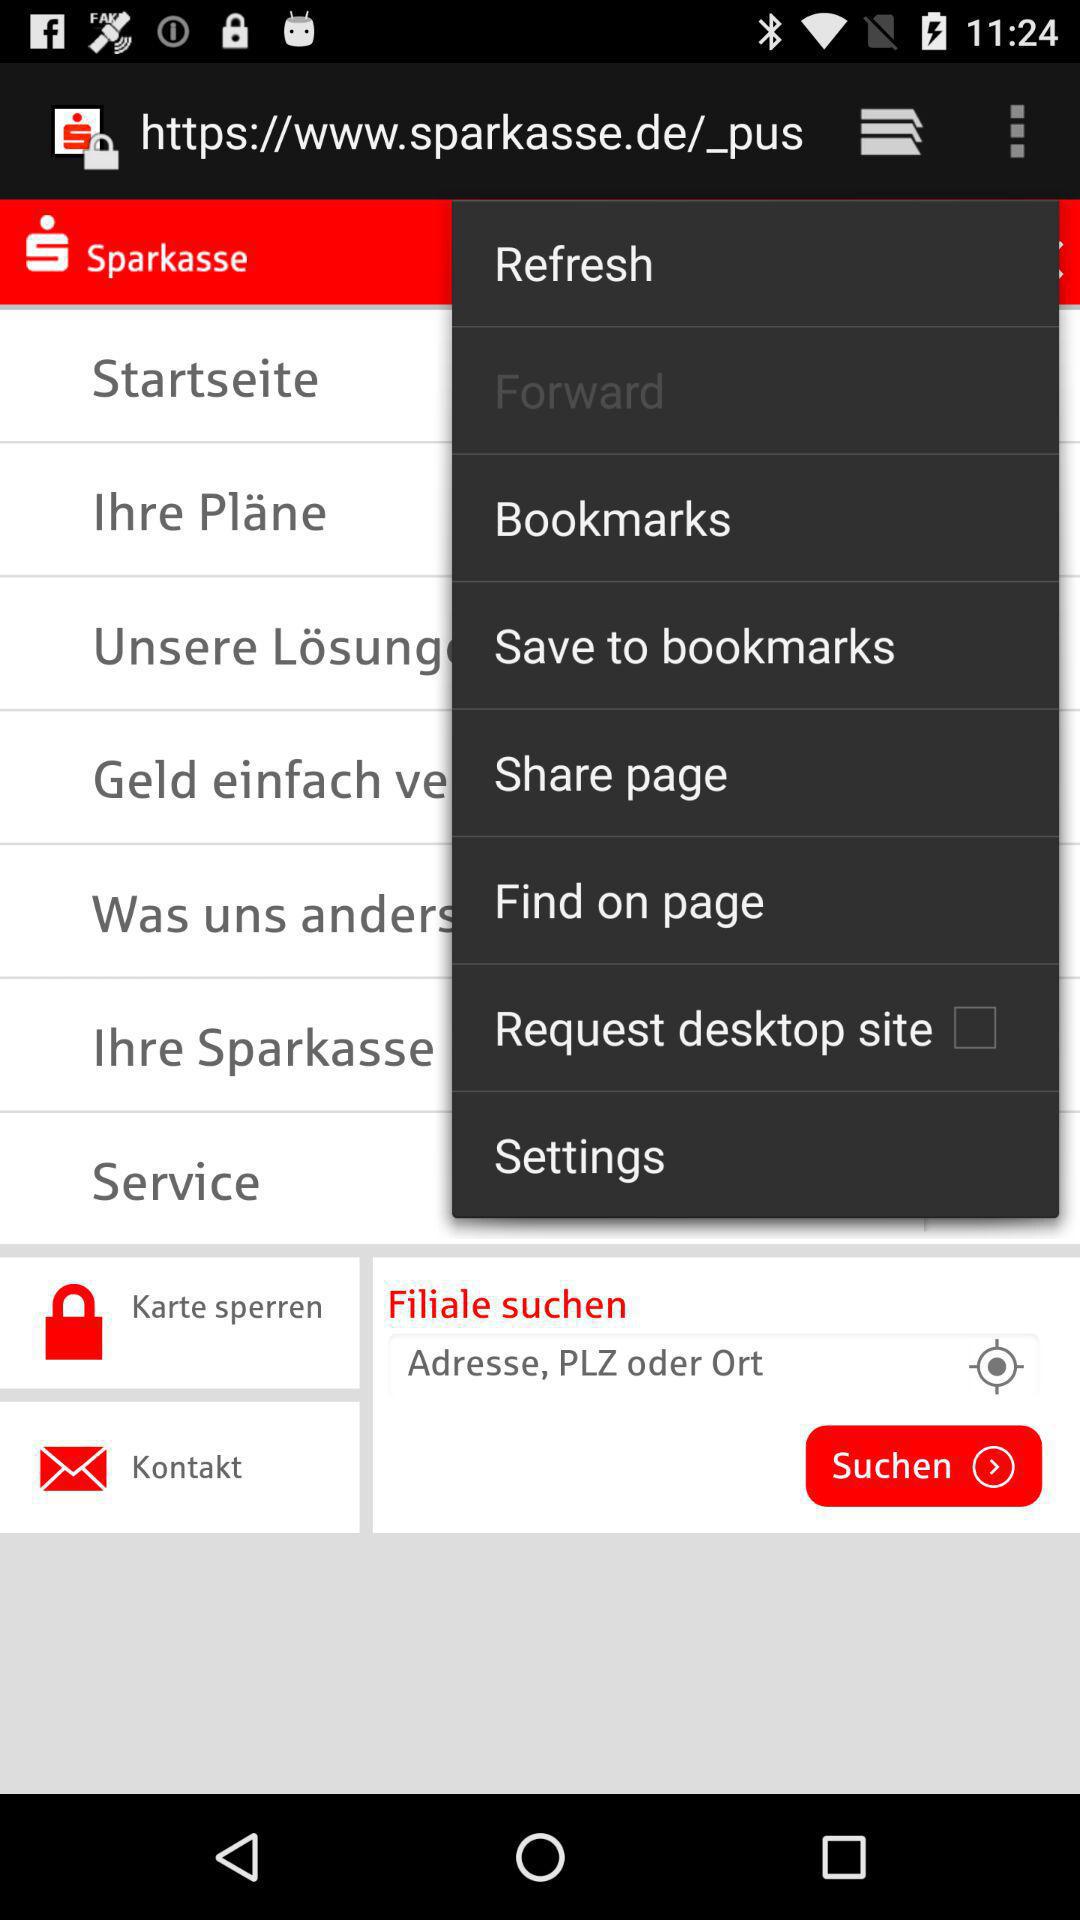 FAK
11:24
https://www.sparkasse.de/_pus
Sparkasse
Refresh
Startseite
Forward
Ihre Pläne
Bookmarks
Unsere Lösung
Save to bookmarks
Geld einfach ve
Share page
Was uns anders
Find on page
Ihre Sparkasse
Request desktop site
Service
Settings
Karte sperren
Filiale suchen
Adresse, PLZ oder Ort
Kontakt
Suchen